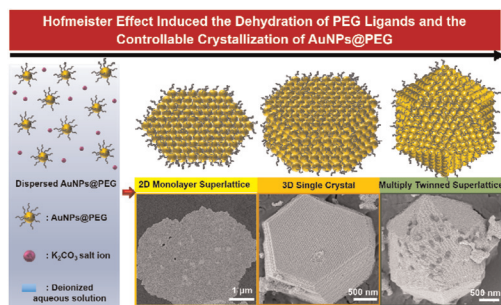 Hofmeister Effect Induced the Dehydration of PEG Ligands and the
Controllable Crystallization of AuNPs@PEG
Dispersed AuNPs@PEG
: AuNPs@PEG
: K₂CO₃ salt ion
: Deionized
aqueous solution
2D Monolayer Superlattice
3D Single Crystal
Multiply Twinned Superlattice
1 μm
500 nm
500 nm